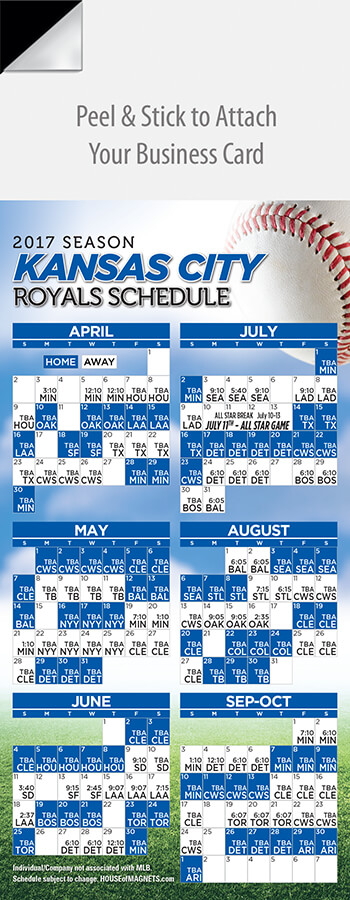 Peel & Stick to Attach
Your Business Card
2017 SEASON
KANSAS CITY
ROYALS SCHEDULE
APRIL
S M T W T F S
HOME AWAY
1
2 3 4 5 6 7 8
3:10
MIN MIN MIN HOU HOU
9 10 11 12 13 14 15
TBA TBA TBA TBA TBA TBA
HOU OAK OAK OAK LAA LAA
16 17 18 19 20 21 22
TBA TBA TBA TBA TBA TBA
LAA SF SF TX TX TX
23 24 25 26 27 28 29
TBA TBA TBA TBA TBA TBA
TX CWS CWS CWS MIN MIN
30
TBA
MIN
MAY
S M T W T F S
1 2 3 4 5 6
TBA TBA TBA TBA TBA TBA
CWS CWS CWS CWS CLE CLE
7 8 9 10 11 12 13
TBA TBA TBA TBA TBA TBA TBA
CLE TB TB TB TB BAL BAL
14 15 16 17 18 19 20
TBA TBA TBA TBA 7:10 1:10
BAL NYY NYY NYY MIN MIN
21 22 23 24 25 26 27
1:10 TBA TBA TBA TBA TBA TBA
MIN NYY NYY NYY NYY CLE CLE
28 29 30 31
TBA TBA TBA TBA
CLE DET DET DET
JUNE
S M T W T F S
1 2 3
TBA TBA
CLE CLE
4 5 6 7 8 9 10
TBA TBA TBA TBA TBA 9:10 9:10
CLE HOU HOU HOU HOU SD SD
11 12 13 14 15 16 17
3:40 9:15 2:45 9:07 9:07 7:15
SD SF SF LAA LAA LAA
18 19 20 21 22 23 24
2:37 TBA TBA TBA TBA TBA
LAA BOS BOS BOS TOR TOR
25 26 27 28 29 30
TBA 6:10 6:10 TBA
TOR DET DET DET MIN
JULY
S M T W T F S
1
TBA
MIN
2 3 4 5 6 7 8
TBA 9:10 5:40 9:10 9:10 9:10
MIN SEA SEA SEA LAD LAD
9 10 11 12 13 14 15
TBA ALL STAR BREAK July 10-13 TBA TBA
LAD JULY 11TH - ALL STAR GAME TX TX
16 17 18 19 20 21 22
TBA TBA TBA TBA TBA TBA TBA
TX DET DET DET DET CWS CWS
23 24 25 26 27 28 29
TBA 6:10 6:10 6:10 6:10 6:10
CWS DET DET DET BOS BOS
30 31
TBA 6:05
BOS BAL
AUGUST
S M T W T F S
1 2 3 4 5
6:05 6:05 TBA TBA TBA
BAL BAL SEA SEA SEA
6 7 8 9 10 11 12
TBA TBA TBA 7:15 6:15 TBA TBA
SEA STL STL STL STL CWS CWS
13 14 15 16 17 18 19
TBA 9:05 9:05 2:35 TBA TBA
CWS OAK OAK OAK CLE CLE
20 21 22 23 24 25 26
TBA TBA TBA TBA TBA TBA
CLE COL COL COL CLE CLE
27 28 29 30 31
TBA TBA TBA TBA
CLE TB TB TB
SEP-OCT
S M T W T F S
1 2
7:10 6:10
MIN MIN
3 4 5 6 7 8 9
1:10 12:10 6:10 6:10 TBA TBA TBA
MIN DET DET DET MIN MIN MIN
10 11 12 13 14 15 16
TBA TBA TBA TBA TBA TBA TBA
MIN CWS CWS CWS CLE CLE CLE
17 18 19 20 21 22 23
TBA 6:07 6:07 TBA TBA TBA
CLE TOR TOR TOR CWS CWS
24 25 26 27 28 29 30
TBA TBA TBA TBA TBA TBA
CWS DET DET DET ARI ARI
1
TBA
ARI
Individual/Company not associated with MLB.
Schedule subject to change. HOUSEofMAGNETS.com